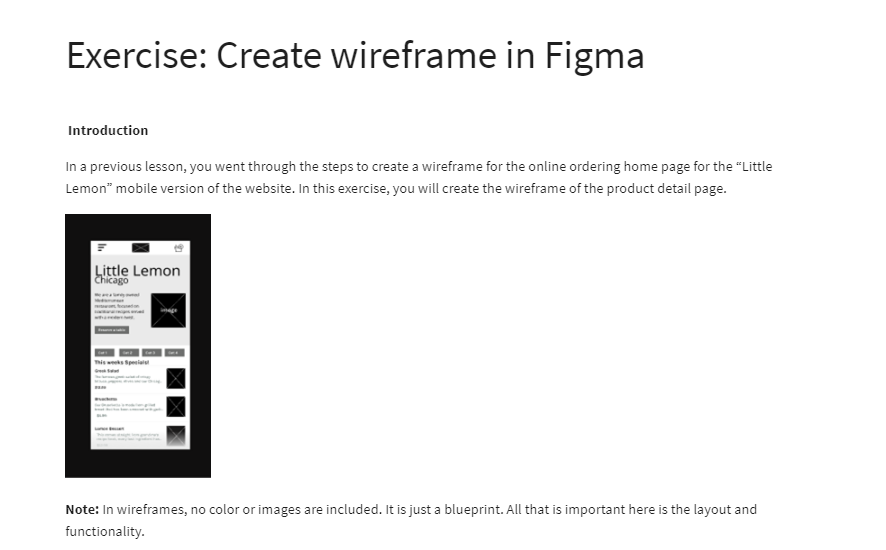 Exercise: Create wireframe in Figma
Introduction
In a previous lesson, you went through the steps to create a wireframe for the online ordering home page for the “Little
Lemon” mobile version of the website. In this exercise, you will create the wireframe of the product detail page.
Little Lemon
Chicago
We are a family owned
Mediterranean
restaurant, focused on
traditional recipes served
with a modern twist.
image
This weeks Specials!
Greek Salad
Bruschetta
Lemon Dessert
Note: In wireframes, no color or images are included. It is just a blueprint. All that is important here is the layout and
functionality.